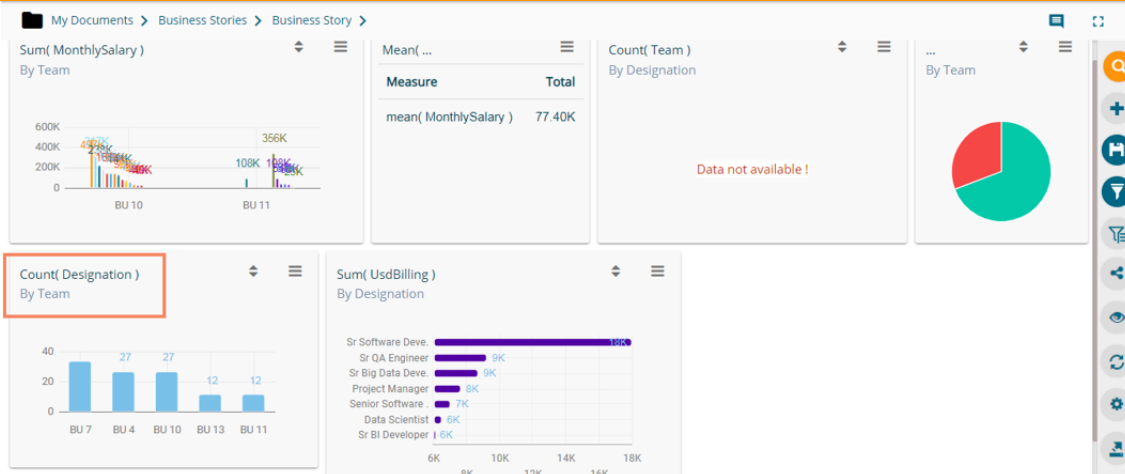 My Documents > Business Stories > Business Story >
Sum( MonthlySalary )
By Team
600K
400K
200K
0
356K
108K
BU 10
BU 11
Mean( ...
Measure Total
mean( MonthlySalary ) 77.40K
Count( Team )
By Designation
Data not available !
...
By Team
Count( Designation )
By Team
40
20
0
27
27
12
12
BU 7
BU 4
BU 10
BU 13
BU 11
Sum( UsdBilling )
By Designation
Sr Software Deve. 18K
Sr QA Engineer 9K
Sr Big Data Deve. 9K
Project Manager 8K
Senior Software . 7K
Data Scientist 6K
Sr BI Developer 6K
6K 10K 14K 18K
8K 12K 16K